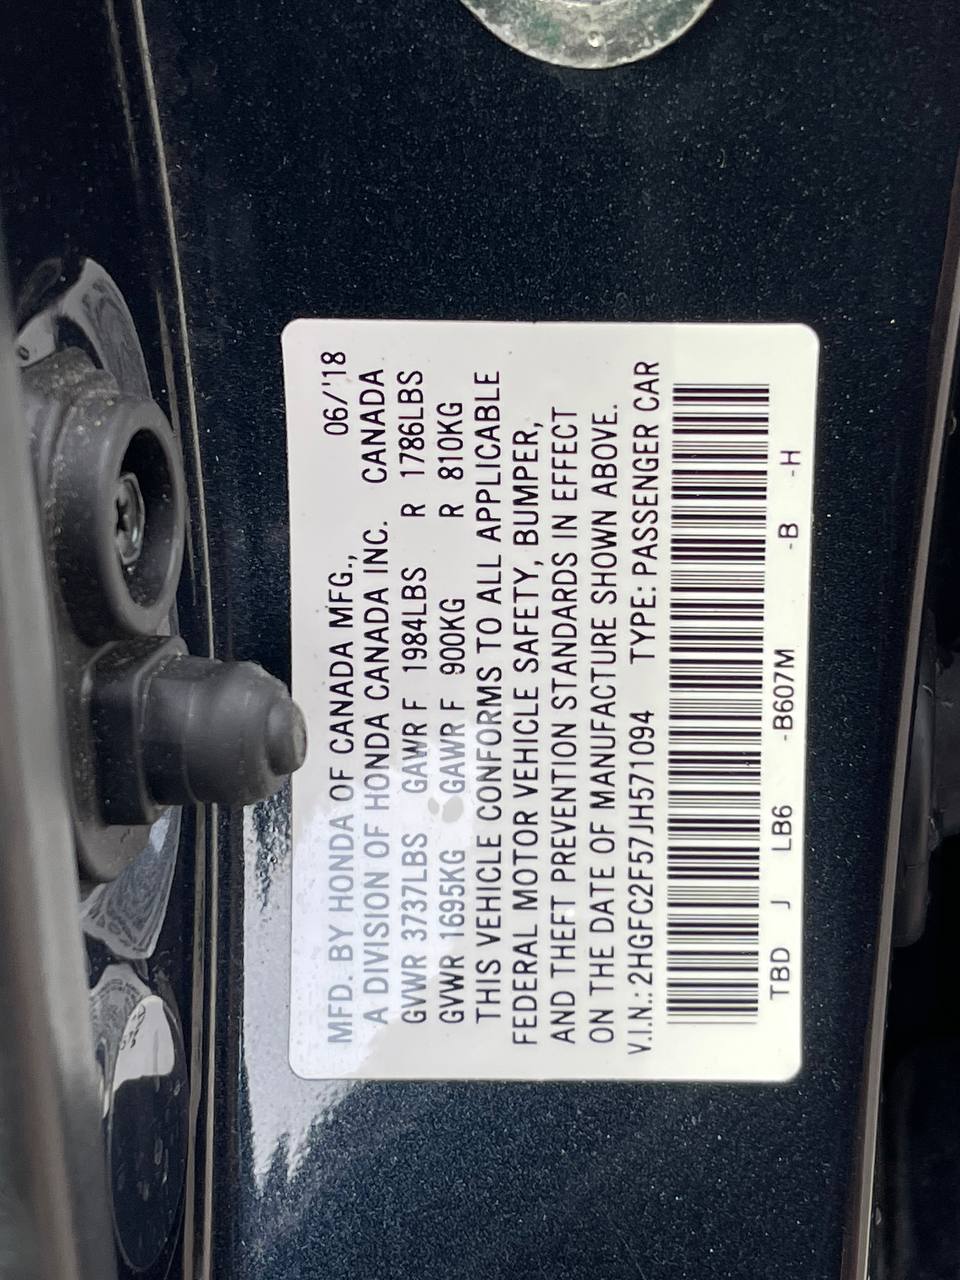 MFD. BY HONDA OF CANADA MFG., 06/'18
A DIVISION OF HONDA CANADA INC. CANADA
GVWR 3737LBS GAWR F 1984LBS R 1786LBS
GVWR 1695KG GAWR F 900KG R 810KG
THIS VEHICLE CONFORMS TO ALL APPLICABLE
FEDERAL MOTOR VEHICLE SAFETY, BUMPER,
AND THEFT PREVENTION STANDARDS IN EFFECT
ON THE DATE OF MANUFACTURE SHOWN ABOVE.
V.I.N.: 2HGFC2F57JH571094 TYPE: PASSENGER CAR
TBD J LB6 -B607M -B -H